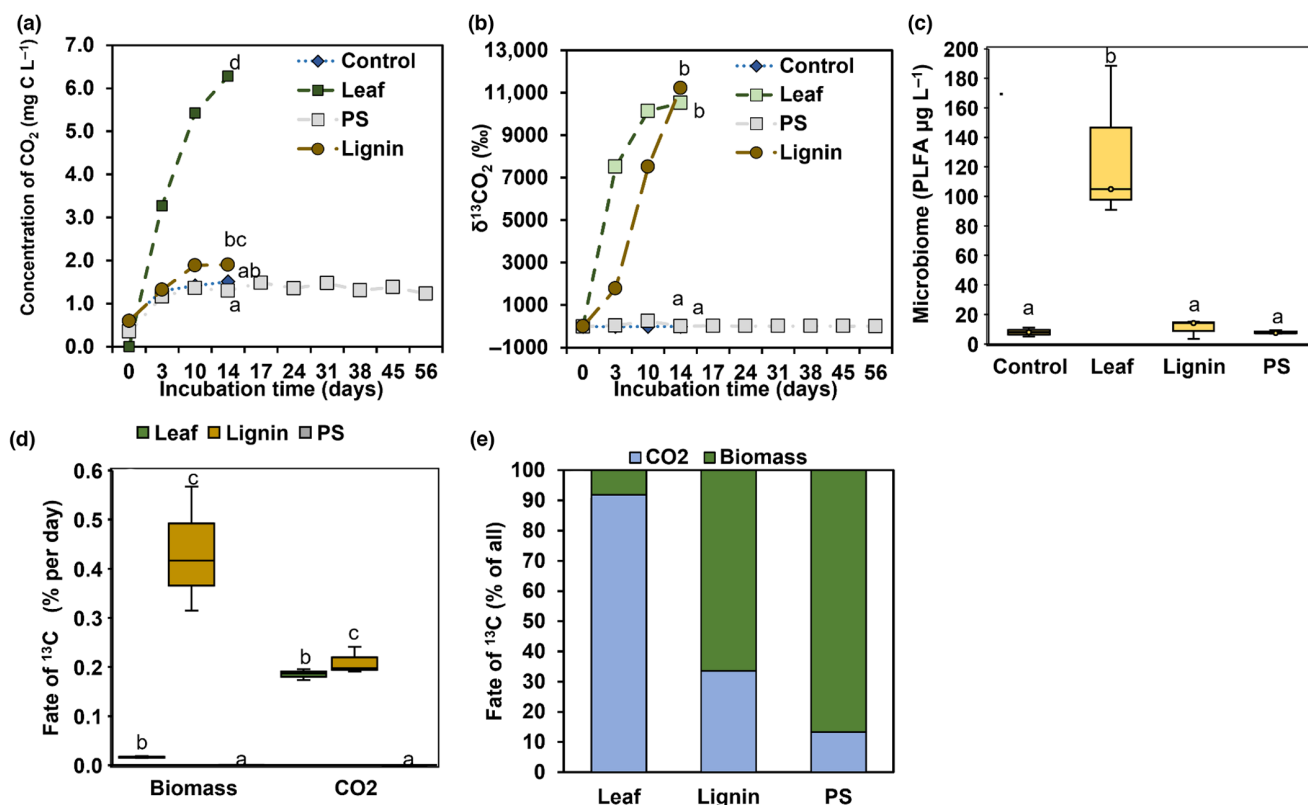 (a)
Concentration of CO₂ (mg C L⁻¹)
7.0
6.0
5.0
4.0
3.0
2.0
1.0
0.0
d
Control
Leaf
PS
Lignin
bc
ab
a
0 3 10 14 17 24 31 38 45 56
Incubation time (days)
(b)
δ¹³CO₂ (‰)
13,000
11,000
9000
7000
5000
3000
1000
−1000
b
b
Control
Leaf
PS
Lignin
a
a
0 3 10 14 17 24 31 38 45 56
Incubation time (days)
(c)
Microbiome (PLFA µg L⁻¹)
200
180
160
140
120
100
80
60
40
20
0
a
b
a
a
Control Leaf Lignin PS
(d)
Leaf Lignin PS
Fate of ¹³C (% per day)
0.6
0.5
0.4
0.3
0.2
0.1
0.0
b
c
a
b
c
a
Biomass CO2
(e)
CO2 Biomass
Fate of ¹³C (% of all)
100
90
80
70
60
50
40
30
20
10
0
Leaf Lignin PS